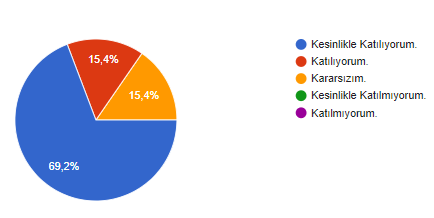 15,4%
15,4%
69,2%
Kesinlikle Katılıyorum.
Katılıyorum.
Kararsızım.
Kesinlikle Katılmıyorum.
Katılmıyorum.